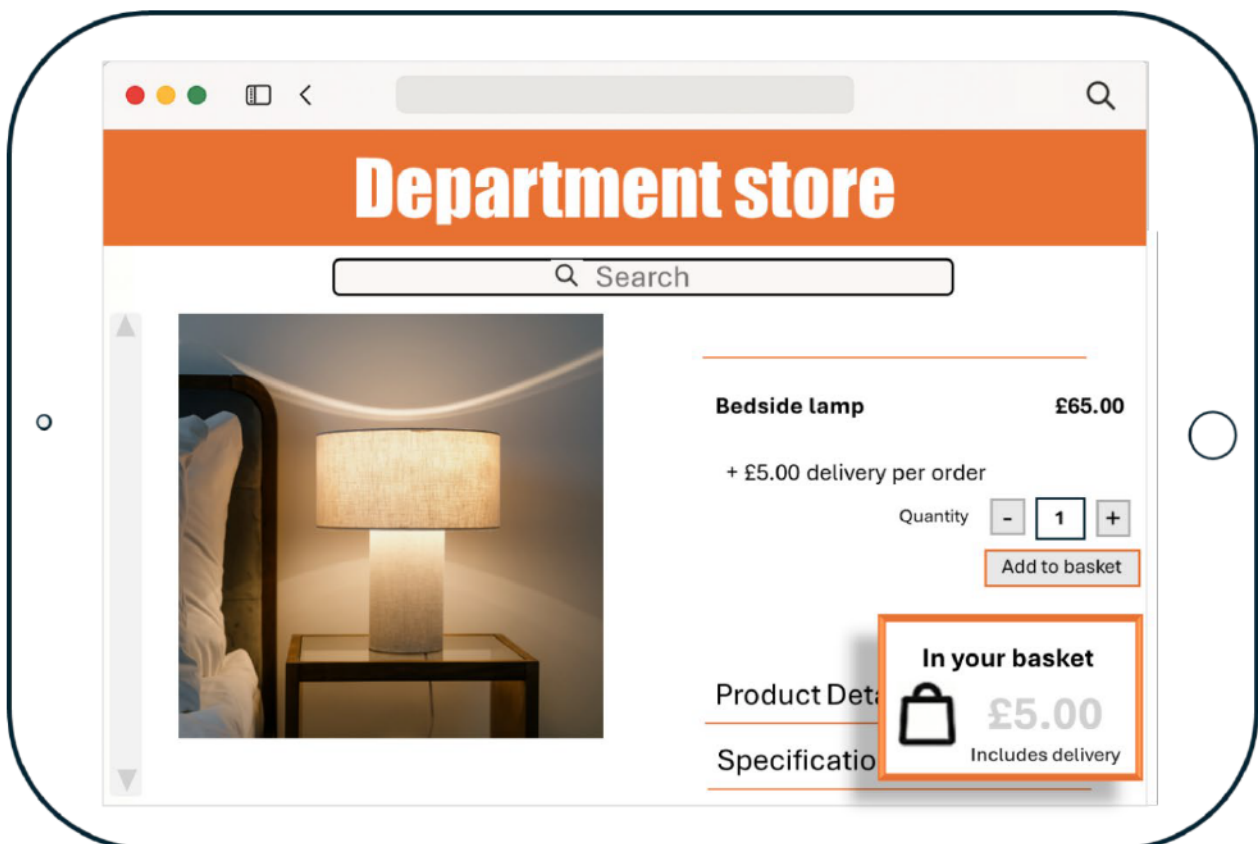 Department store
Search
Bedside lamp £65.00
+ £5.00 delivery per order
Quantity - 1 +
Add to basket
In your basket
£5.00
Includes delivery
Product Deta
Specificatio